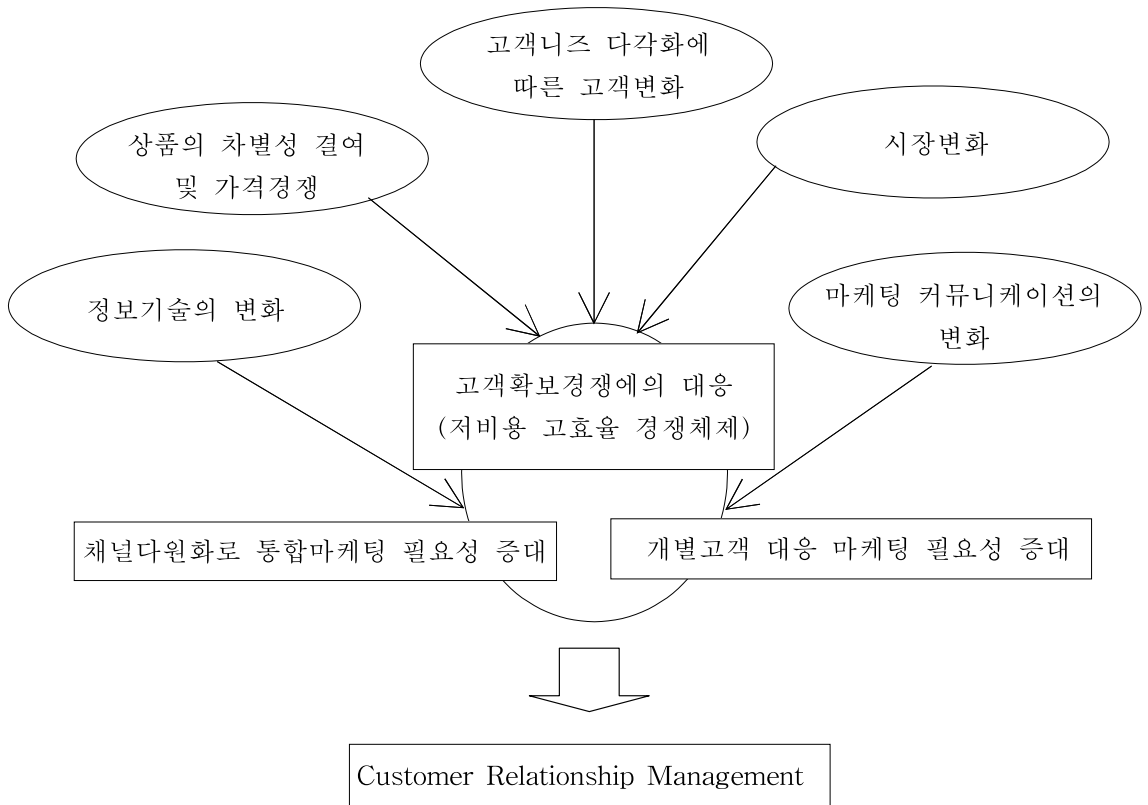 고객니즈 다각화에
따른 고객변화
상품의 차별성 결여
및 가격경쟁
시장변화
정보기술의 변화
마케팅 커뮤니케이션의
변화
고객확보경쟁에의 대응
(저비용 고효율 경쟁체제)
채널다원화로 통합마케팅 필요성 증대
개별고객 대응 마케팅 필요성 증대
Customer Relationship Management